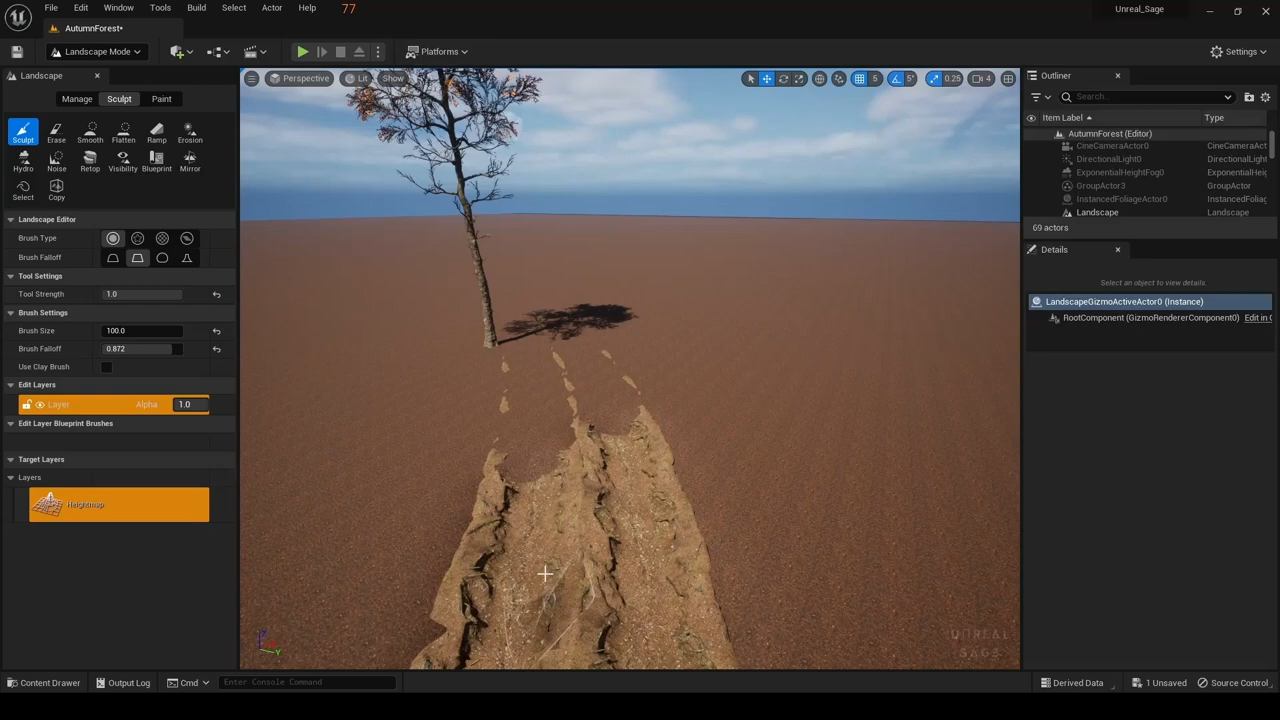 File Edit Window Tools Build Select Actor Help 77 Unreal_Sage
AutumnForest•
Landscape Mode Platforms Settings
Landscape
Manage Sculpt Paint
Sculpt Erase Smooth Flatten Ramp Erosion
Hydro Noise Retop Visibility Blueprint Mirror
Select Copy
Landscape Editor
Brush Type
Brush Falloff
Tool Settings
Tool Strength 1.0
Brush Settings
Brush Size 100.0
Brush Falloff 0.872
Use Clay Brush
Edit Layers
Layer Alpha 1.0
Edit Layer Blueprint Brushes
Target Layers
Layers
Heightmap
Perspective Lit Show 5 5° 0.25 4
UNREAL
SAGE
Outliner
Search...
Item Label Type
AutumnForest (Editor)
CineCameraActor0 CineCameraAct
DirectionalLight0 DirectionalLight
ExponentialHeightFog0 ExponentialHeig
GroupActor3 GroupActor
InstancedFoliageActor0 InstancedFoliag
Landscape Landscape
69 actors
Details
Select an object to view details.
LandscapeGizmoActiveActor0 (Instance)
RootComponent (GizmoRendererComponent0) Edit in C
Content Drawer Output Log Cmd Enter Console Command Derived Data 1 Unsaved Source Control